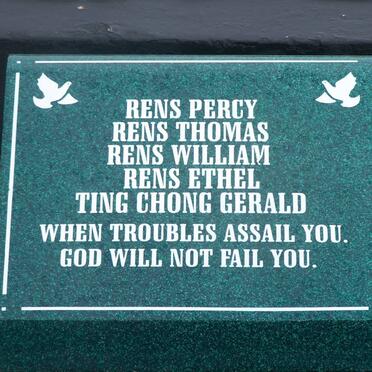 RENS PERCY
RENS THOMAS
RENS WILLIAM
RENS ETHEL
TING CHONG GERALD
WHEN TROUBLES ASSAIL YOU.
GOD WILL NOT FAIL YOU.